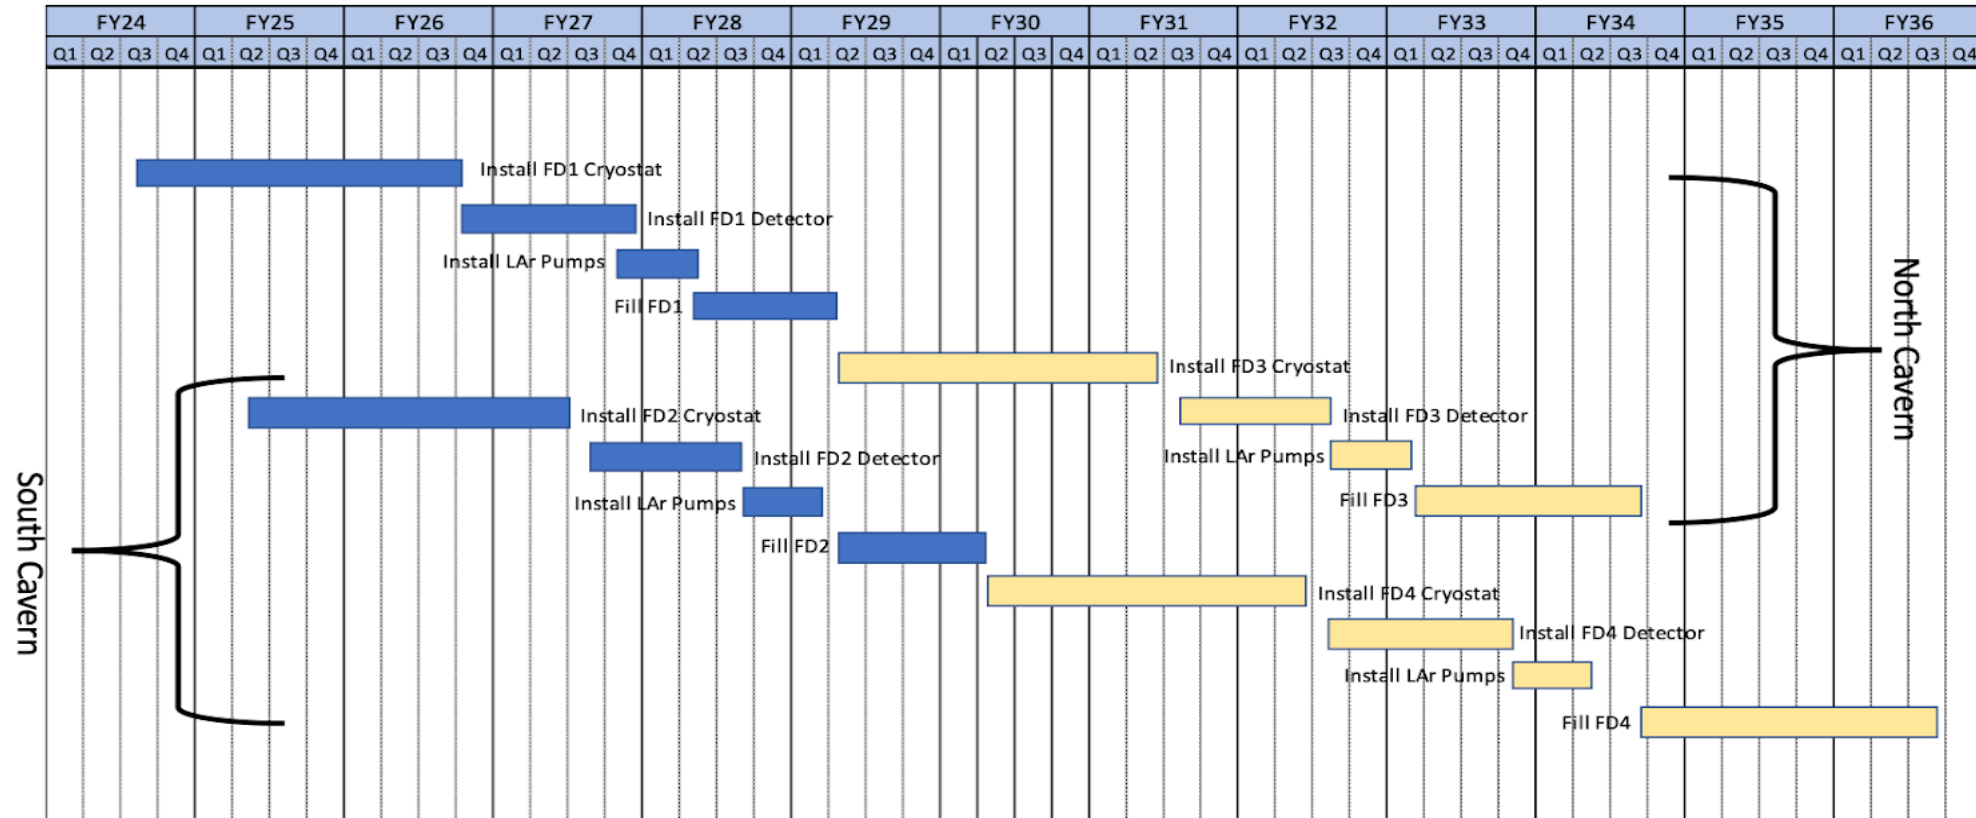 FY24 FY25 FY26 FY27 FY28 FY29 FY30 FY31 FY32 FY33 FY34 FY35 FY36
Q1 Q2 Q3 Q4 Q1 Q2 Q3 Q4 Q1 Q2 Q3 Q4 Q1 Q2 Q3 Q4 Q1 Q2 Q3 Q4 Q1 Q2 Q3 Q4 Q1 Q2 Q3 Q4 Q1 Q2 Q3 Q4 Q1 Q2 Q3 Q4 Q1 Q2 Q3 Q4 Q1 Q2 Q3 Q4 Q1 Q2 Q3 Q4 Q1 Q2 Q3 Q4
Install FD1 Cryostat
Install FD1 Detector
Install LAr Pumps
Fill FD1
Install FD3 Cryostat
Install FD2 Cryostat
Install FD3 Detector
Install FD2 Detector
Install LAr Pumps
Install LAr Pumps
Fill FD3
Fill FD2
Install FD4 Cryostat
Install FD4 Detector
Install LAr Pumps
Fill FD4
South Cavern
North Cavern